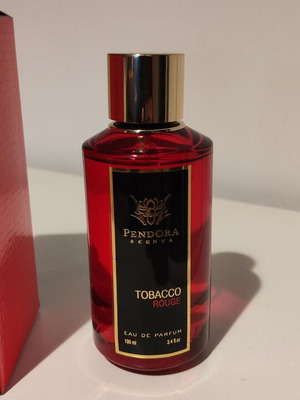 PENDORA
SCENTS
TOBACCO
ROUGE
EAU DE PARFUM
100 ml 3.4 fl.oz